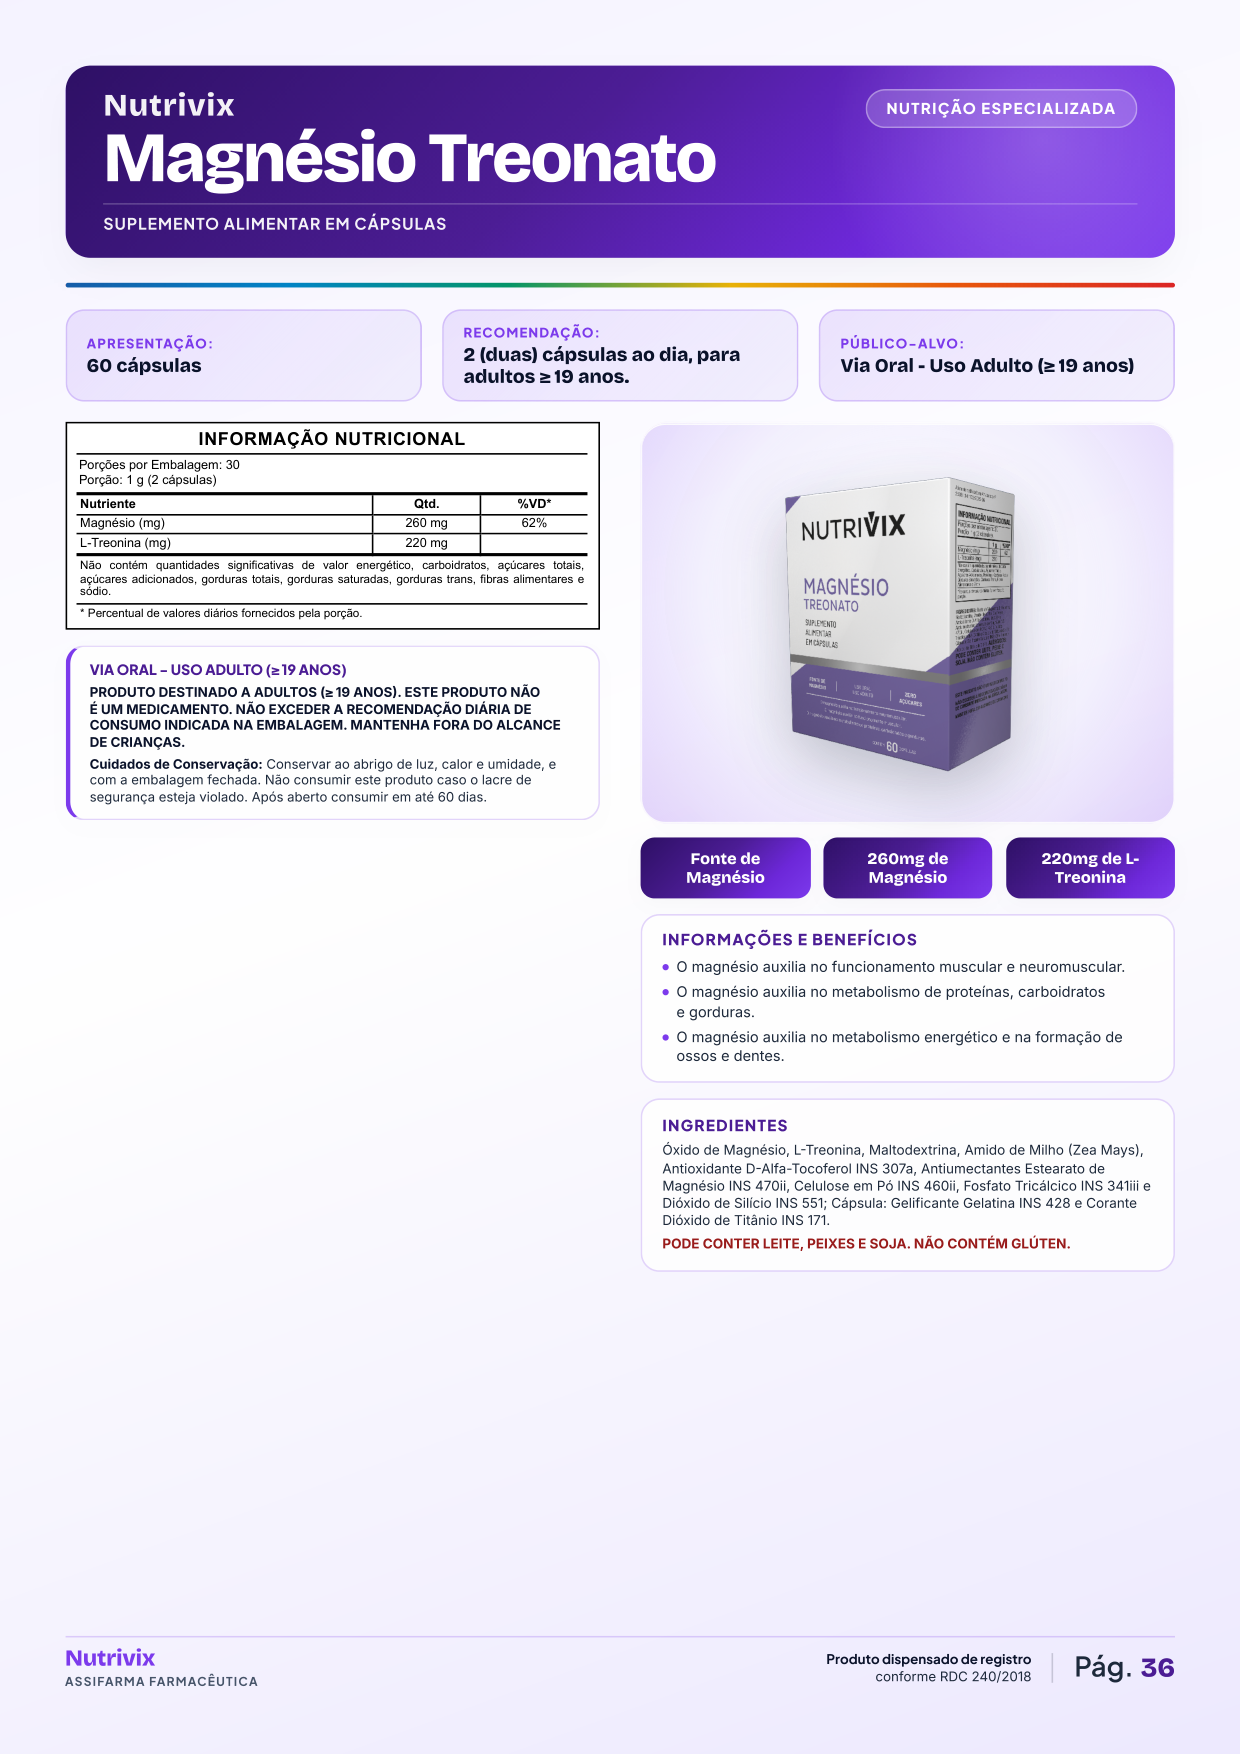 Nutrivix
NUTRIÇÃO ESPECIALIZADA
Magnésio Treonato
SUPLEMENTO ALIMENTAR EM CÁPSULAS
APRESENTAÇÃO:
60 cápsulas
RECOMENDAÇÃO:
2 (duas) cápsulas ao dia, para
adultos ≥ 19 anos.
PÚBLICO-ALVO:
Via Oral - Uso Adulto (≥ 19 anos)
INFORMAÇÃO NUTRICIONAL
Porções por Embalagem: 30
Porção: 1 g (2 cápsulas)
Nutriente Qtd. %VD*
Magnésio (mg) 260 mg 62%
L-Treonina (mg) 220 mg
Não contém quantidades significativas de valor energético, carboidratos, açúcares totais,
açúcares adicionados, gorduras totais, gorduras saturadas, gorduras trans, fibras alimentares e
sódio.
* Percentual de valores diários fornecidos pela porção.
VIA ORAL – USO ADULTO (≥ 19 ANOS)
PRODUTO DESTINADO A ADULTOS (≥ 19 ANOS). ESTE PRODUTO NÃO
É UM MEDICAMENTO. NÃO EXCEDER A RECOMENDAÇÃO DIÁRIA DE
CONSUMO INDICADA NA EMBALAGEM. MANTENHA FORA DO ALCANCE
DE CRIANÇAS.
Cuidados de Conservação: Conservar ao abrigo de luz, calor e umidade, e
com a embalagem fechada. Não consumir este produto caso o lacre de
segurança esteja violado. Após aberto consumir em até 60 dias.
NUTRIVIX
MAGNÉSIO
TREONATO
SUPLEMENTO
ALIMENTAR
EM CÁPSULAS
FONTE DE
MAGNÉSIO
ZERO
AÇÚCARES
60
INFORMAÇÃO NUTRICIONAL
Fonte de
Magnésio
260mg de
Magnésio
220mg de L-
Treonina
INFORMAÇÕES E BENEFÍCIOS
• O magnésio auxilia no funcionamento muscular e neuromuscular.
• O magnésio auxilia no metabolismo de proteínas, carboidratos
e gorduras.
• O magnésio auxilia no metabolismo energético e na formação de
ossos e dentes.
INGREDIENTES
Óxido de Magnésio, L-Treonina, Maltodextrina, Amido de Milho (Zea Mays),
Antioxidante D-Alfa-Tocoferol INS 307a, Antiumectantes Estearato de
Magnésio INS 470ii, Celulose em Pó INS 460ii, Fosfato Tricálcico INS 341iii e
Dióxido de Silício INS 551; Cápsula: Gelificante Gelatina INS 428 e Corante
Dióxido de Titânio INS 171.
PODE CONTER LEITE, PEIXES E SOJA. NÃO CONTÉM GLÚTEN.
Nutrivix
ASSIFARMA FARMACÊUTICA
Produto dispensado de registro
conforme RDC 240/2018
Pág. 36